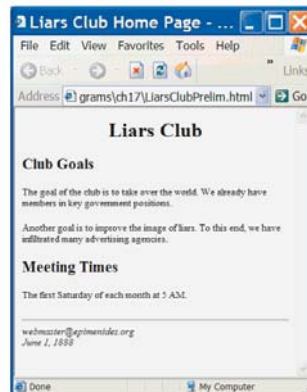 Liars Club Home Page - ...
File Edit View Favorites Tools Help
Back
Links
Address grams\ch17\LiarsClubPrelim.html Go
Liars Club
Club Goals
The goal of the club is to take over the world. We already have
members in key government positions.
Another goal is to improve the image of liars. To this end, we have
infiltrated many advertising agencies.
Meeting Times
The first Saturday of each month at 5 AM.
webmaster@epimenides.org
June 1, 1888
Done My Computer